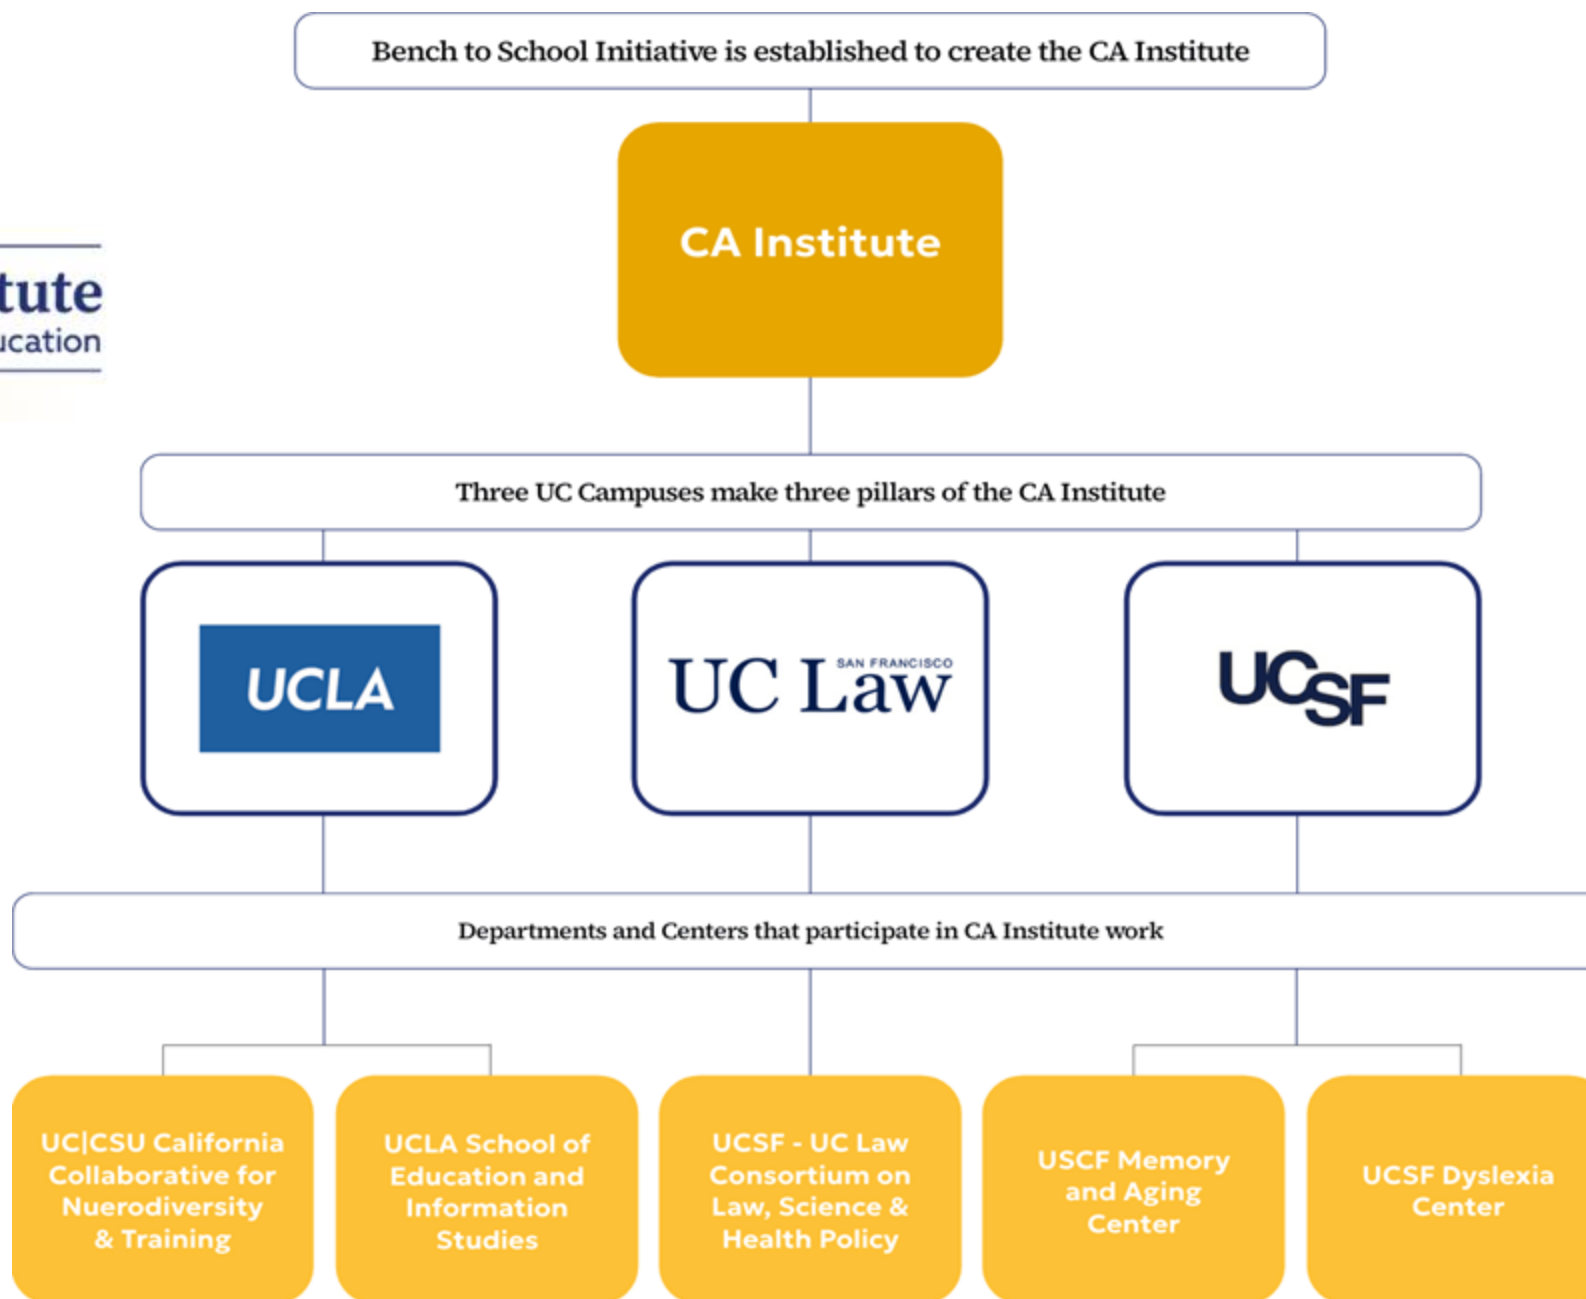 Bench to School Initiative is established to create the CA Institute
CA Institute
tute
ucation
Three UC Campuses make three pillars of the CA Institute
UCLA
UC Law
SAN FRANCISCO
UCSF
Departments and Centers that participate in CA Institute work
UC|CSU California
Collaborative for
Nuerodiversity
& Training
UCLA School of
Education and
Information
Studies
UCSF - UC Law
Consortium on
Law, Science &
Health Policy
USCF Memory
and Aging
Center
UCSF Dyslexia
Center